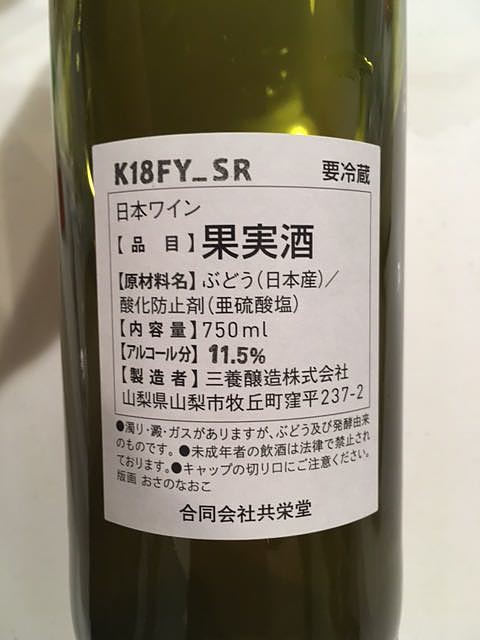 K18FY_SR 要冷蔵
日本ワイン
【品 目】果実酒
【原材料名】ぶどう(日本産)／
酸化防止剤(亜硫酸塩)
【内容量】750ml
【アルコール分】11.5%
【製造者】三養醸造株式会社
山梨県山梨市牧丘町窪平237-2
●濁り・澱・ガスがありますが、ぶどう及び発酵由来
のものです。●未成年者の飲酒は法律で禁止され
ております。●キャップの切り口にご注意ください。
版画 おさのなおこ
合同会社共栄堂